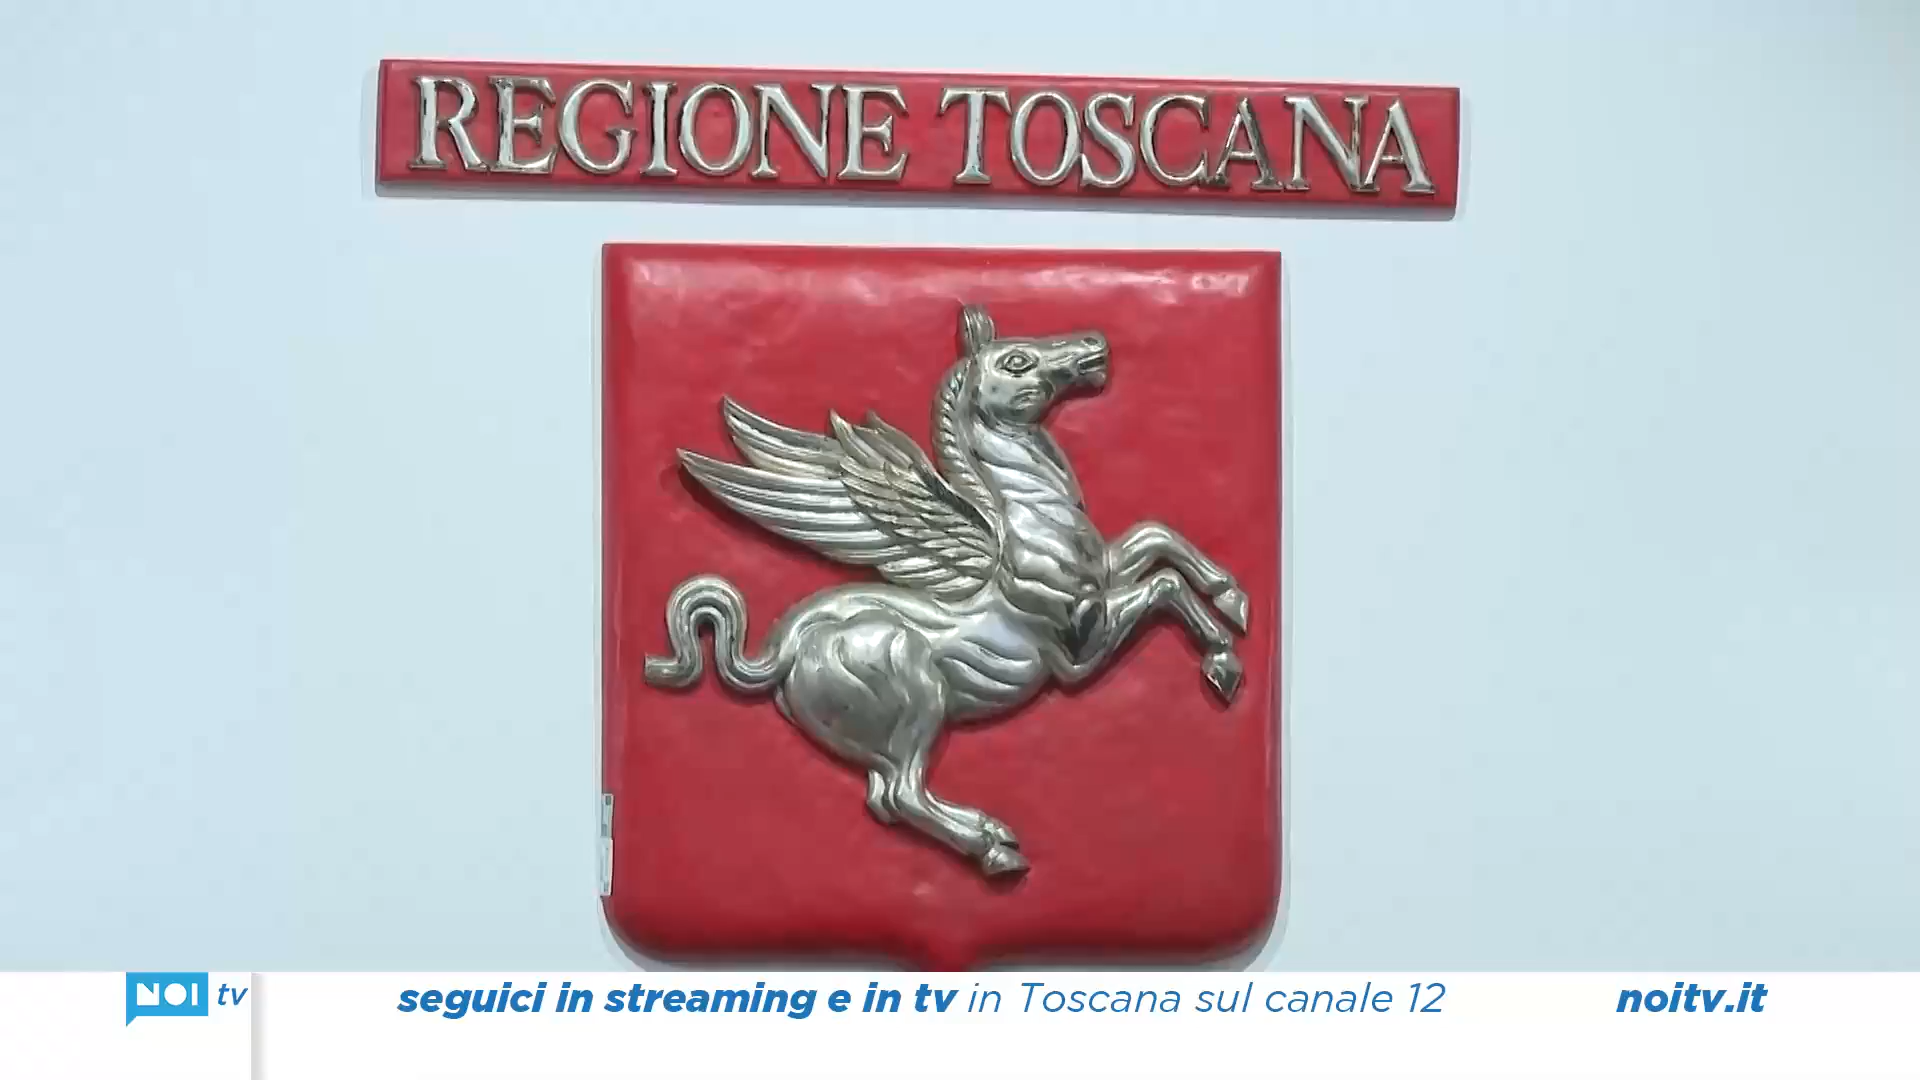 REGIONE TOSCANA
NOI tv
seguici in streaming e in tv in Toscana sul canale 12
noitv.it